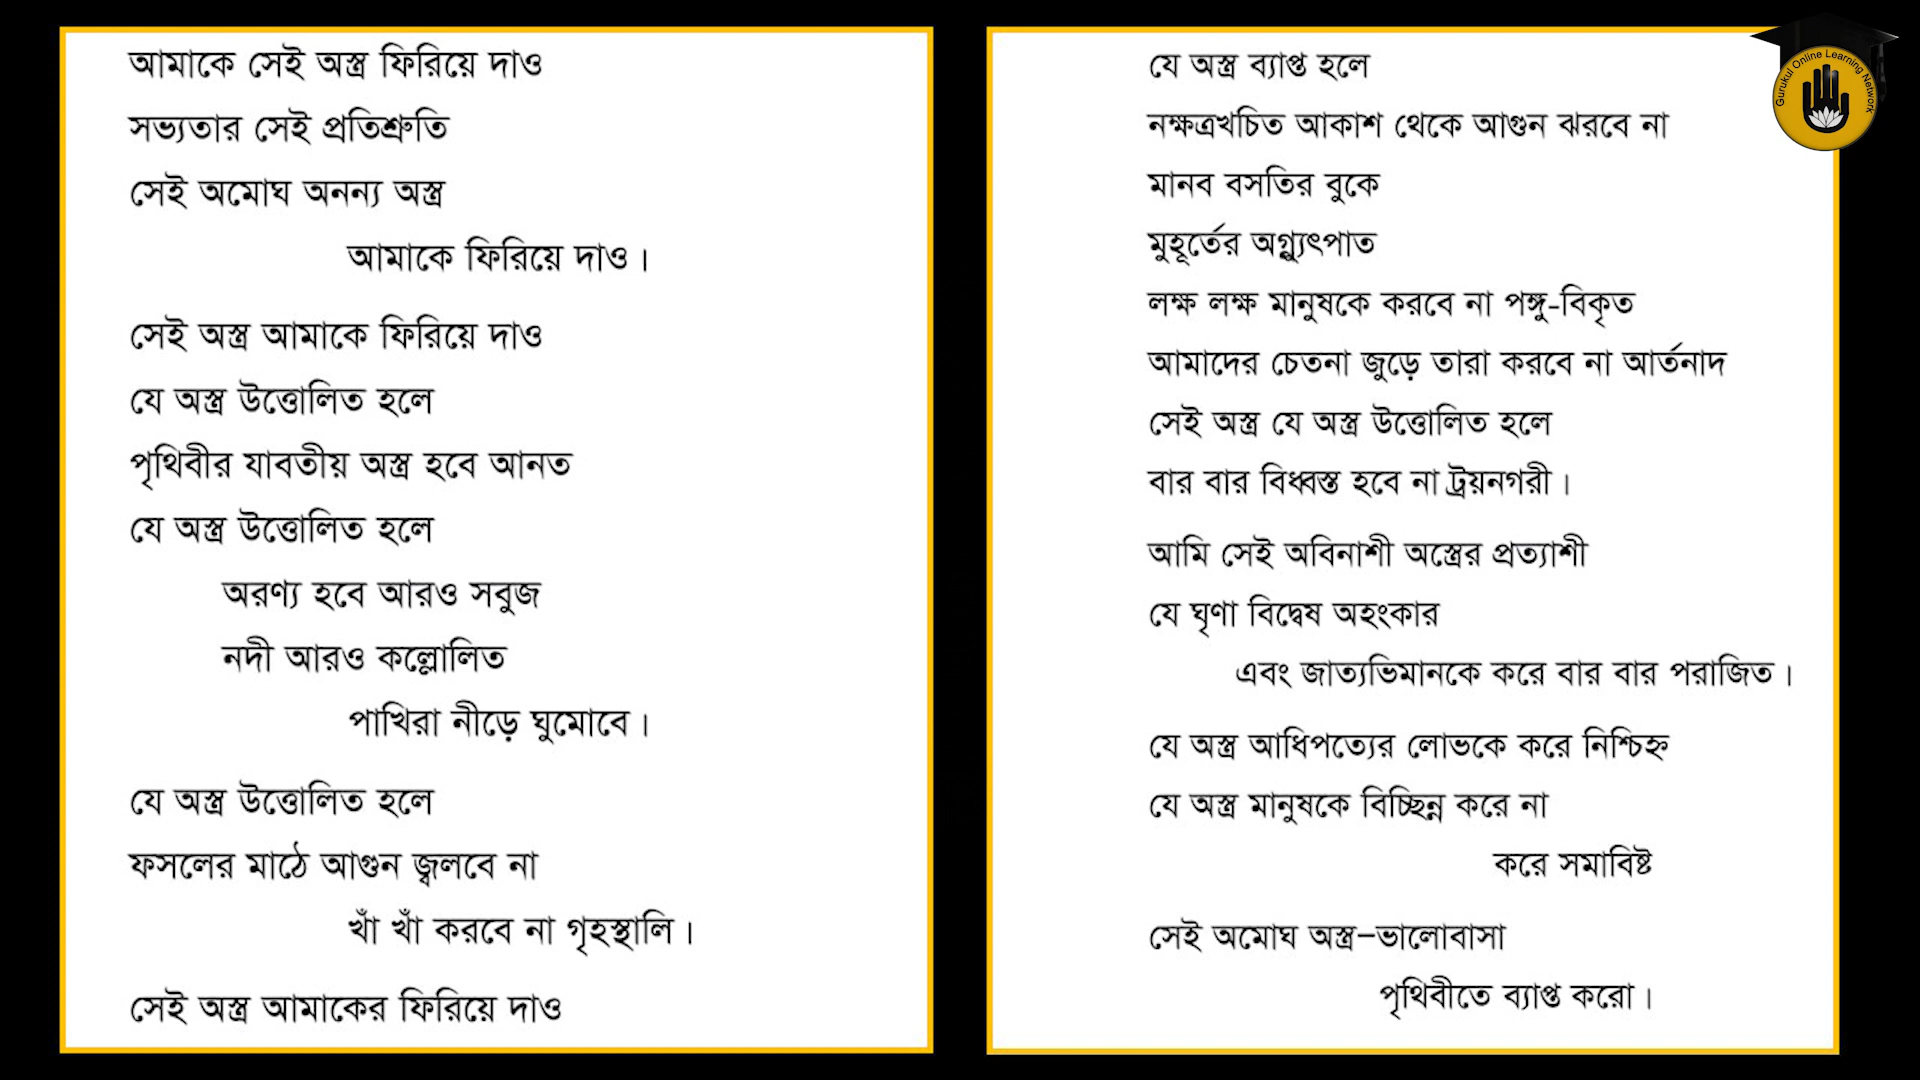 আমাকে সেই অস্ত্র ফিরিয়ে দাও
সভ্যতার সেই প্রতিশ্রুতি
সেই অমোঘ অনন্য অস্ত্র
আমাকে ফিরিয়ে দাও।
সেই অস্ত্র আমাকে ফিরিয়ে দাও
যে অস্ত্র উত্তোলিত হলে
পৃথিবীর যাবতীয় অস্ত্র হবে আনত
যে অস্ত্র উত্তোলিত হলে
অরণ্য হবে আরও সবুজ
নদী আরও কল্লোলিত
পাখিরা নীড়ে ঘুমোবে।
যে অস্ত্র উত্তোলিত হলে
ফসলের মাঠে আগুন জ্বলবে না
খাঁ খাঁ করবে না গৃহস্থালি।
সেই অস্ত্র আমাকের ফিরিয়ে দাও
যে অস্ত্র ব্যাপ্ত হলে
নক্ষত্রখচিত আকাশ থেকে আগুন ঝরবে না
মানব বসতির বুকে
মুহূর্তের অগ্ন্যুৎপাত
লক্ষ লক্ষ মানুষকে করবে না পঙ্গু-বিকৃত
আমাদের চেতনা জুড়ে তারা করবে না আর্তনাদ
সেই অস্ত্র যে অস্ত্র উত্তোলিত হলে
বার বার বিধ্বস্ত হবে না ট্রয়নগরী।
আমি সেই অবিনাশী অস্ত্রের প্রত্যাশী
যে ঘৃণা বিদ্বেষ অহংকার
এবং জাত্যভিমানকে করে বার বার পরাজিত।
যে অস্ত্র আধিপত্যের লোভকে করে নিশ্চিহ্ন
যে অস্ত্র মানুষকে বিচ্ছিন্ন করে না
করে সমাবিষ্ট
সেই অমোঘ অস্ত্র–ভালোবাসা
পৃথিবীতে ব্যাপ্ত করো।
Gurukul Online Learning Network